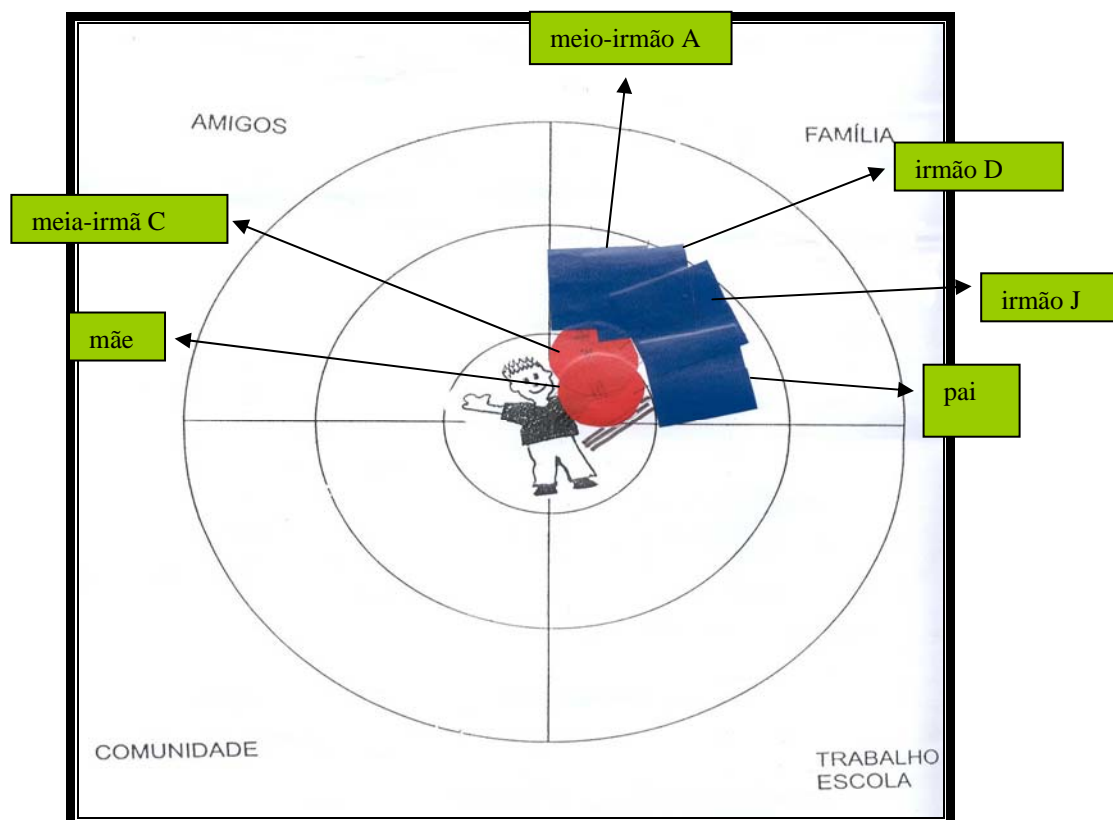 meio-irmão A
AMIGOS
FAMÍLIA
irmão D
meia-irmã C
irmão J
mãe
pai
COMUNIDADE
TRABALHO
ESCOLA